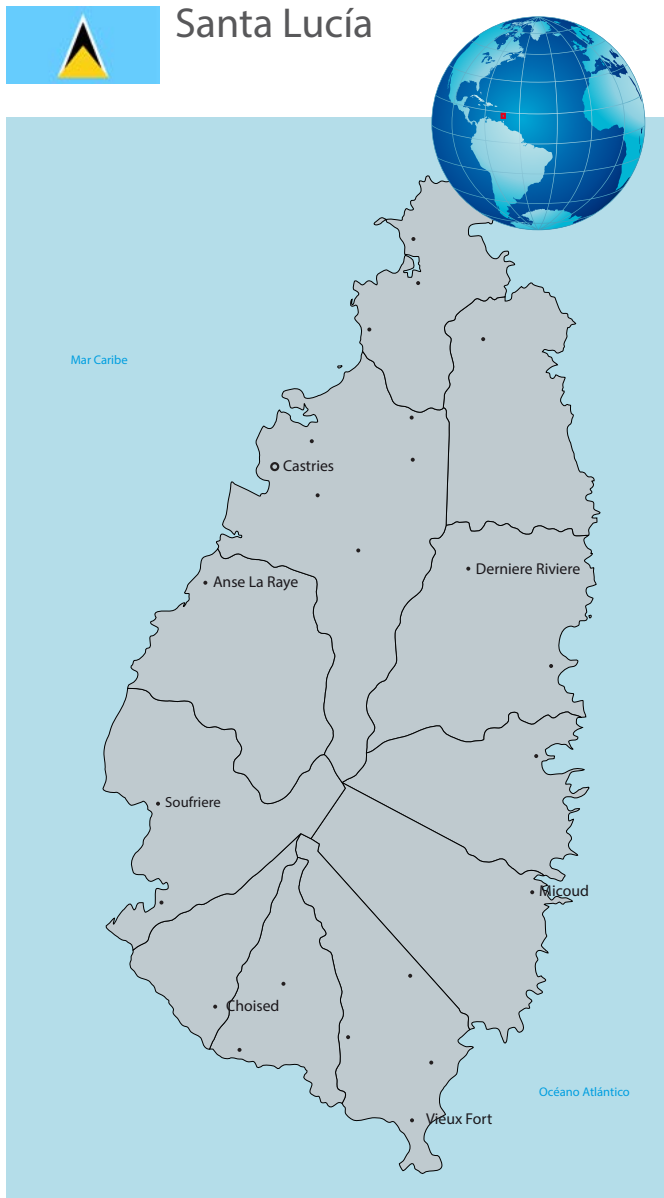 Santa Lucía
Mar Caribe
Castries
Derniere Riviere
Anse La Raye
Soufriere
Micoud
Choised
Océano Atlántico
Vieux Fort